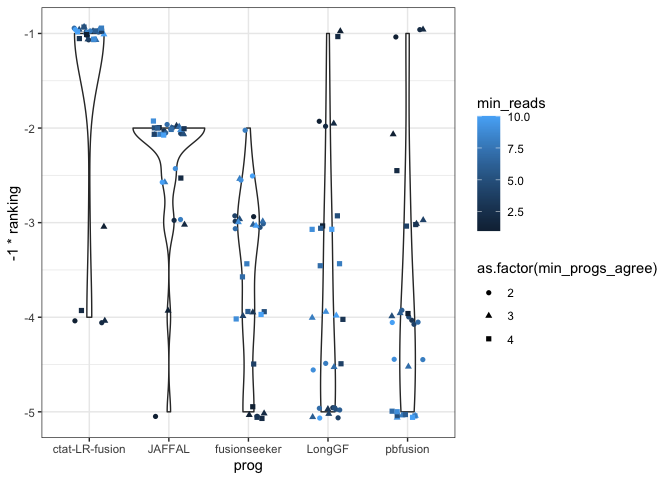 -1
-2
-3
-4
-5
-1 * ranking
ctat-LR-fusion
JAFFAL
fusionseeker
LongGF
pbfusion
prog
min_reads
10.0
7.5
5.0
2.5
as.factor(min_progs_agree)
2
3
4